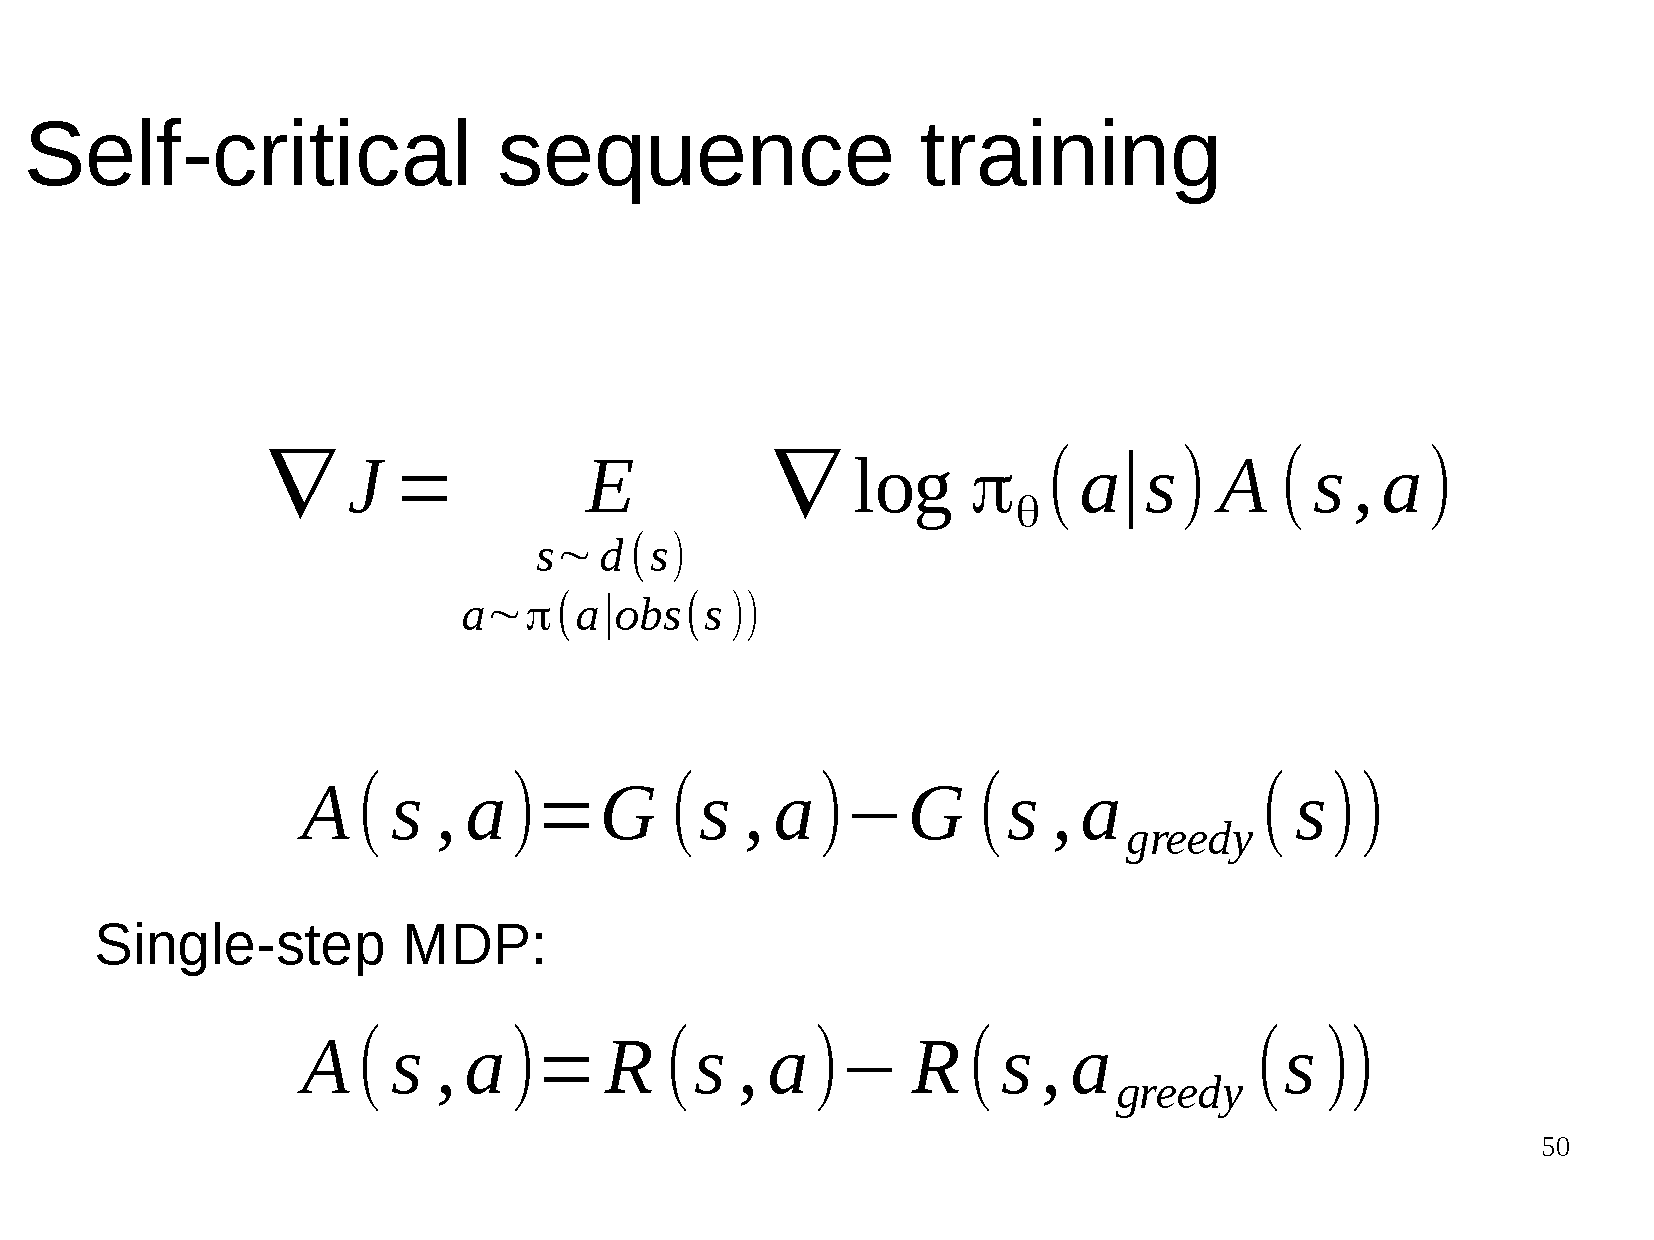 Self-critical sequence training
∇ J = E ∇ log π_θ (a|s) A (s , a)
s ~ d (s)
a ~ π (a|obs(s))
A (s , a) = G (s , a) − G (s , a_greedy (s))
Single-step MDP:
A (s , a) = R (s , a) − R (s , a_greedy (s))
50